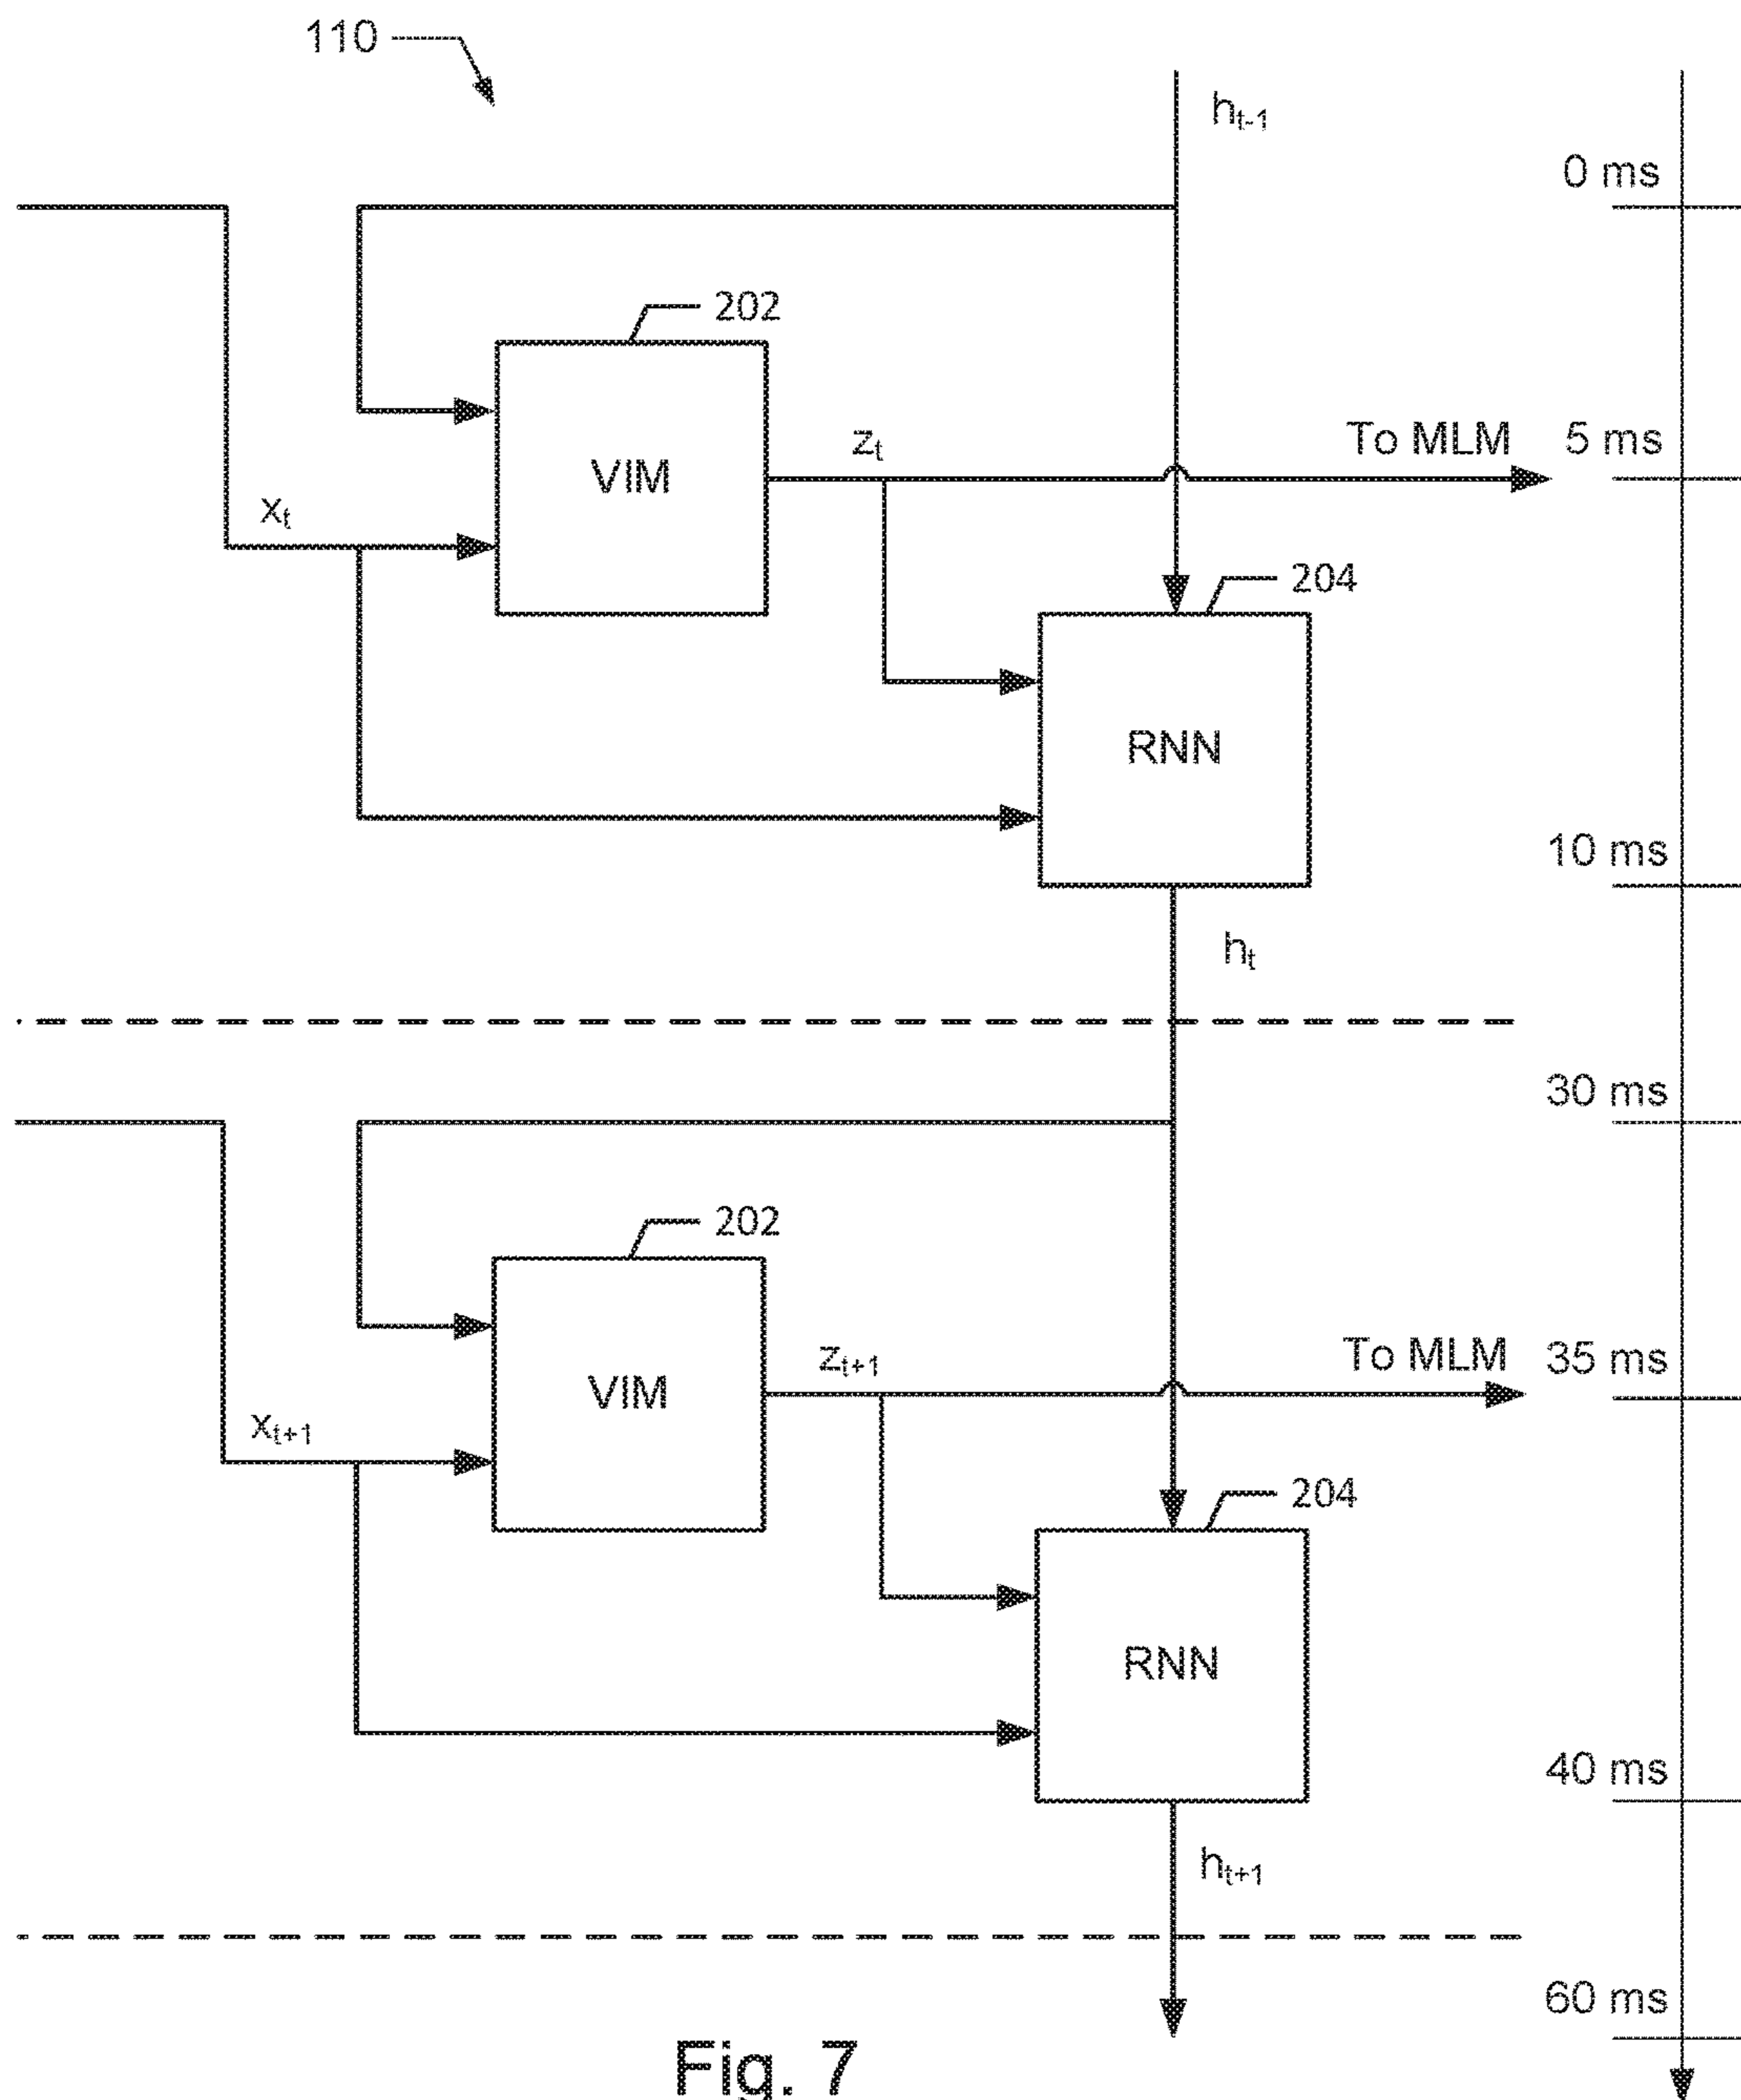 110
h_{t-1}
0 ms
202
z_t
To MLM
5 ms
VIM
x_t
204
RNN
10 ms
h_t
30 ms
202
z_{t+1}
To MLM
35 ms
VIM
x_{t+1}
204
RNN
40 ms
h_{t+1}
60 ms
Fig. 7